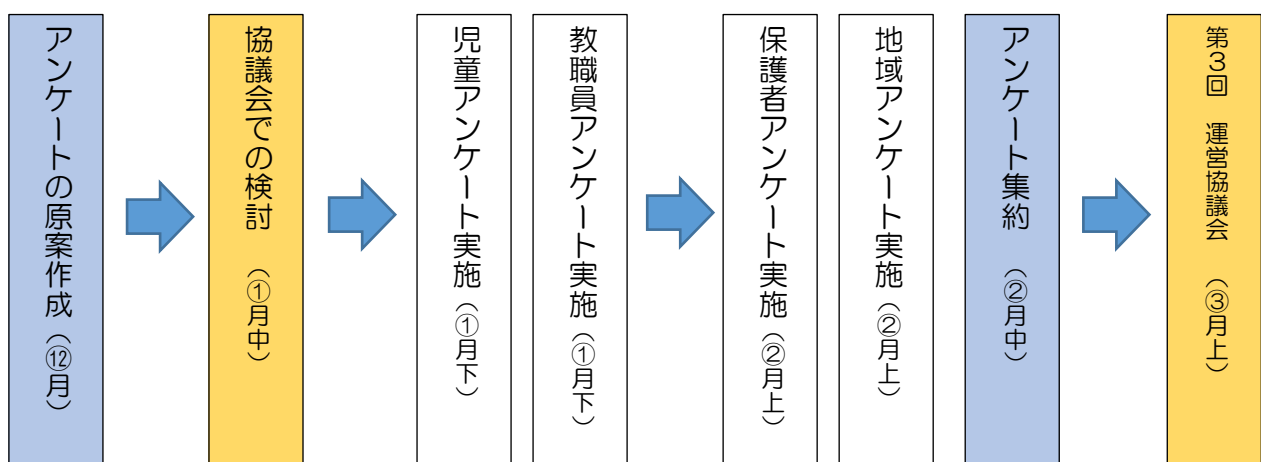 アンケートの原案作成（⑫月）
協議会での検討　（①月中）
児童アンケート実施（①月下）
教職員アンケート実施（①月下）
保護者アンケート実施（②月上）
地域アンケート実施（②月上）
アンケート集約　（②月中）
第３回　運営協議会　（③月上）